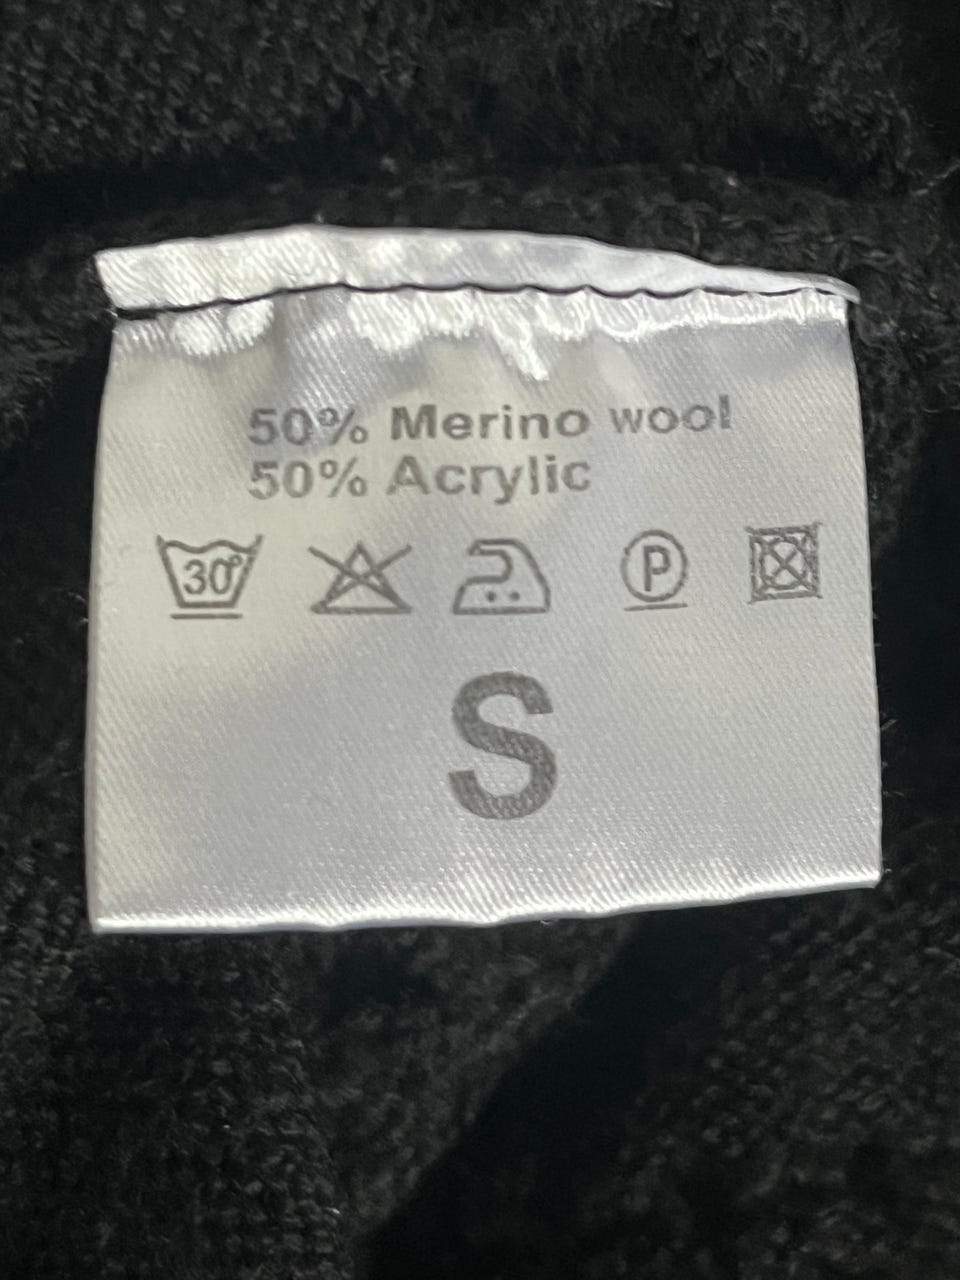 50% Merino wool
50% Acrylic
30° P
S